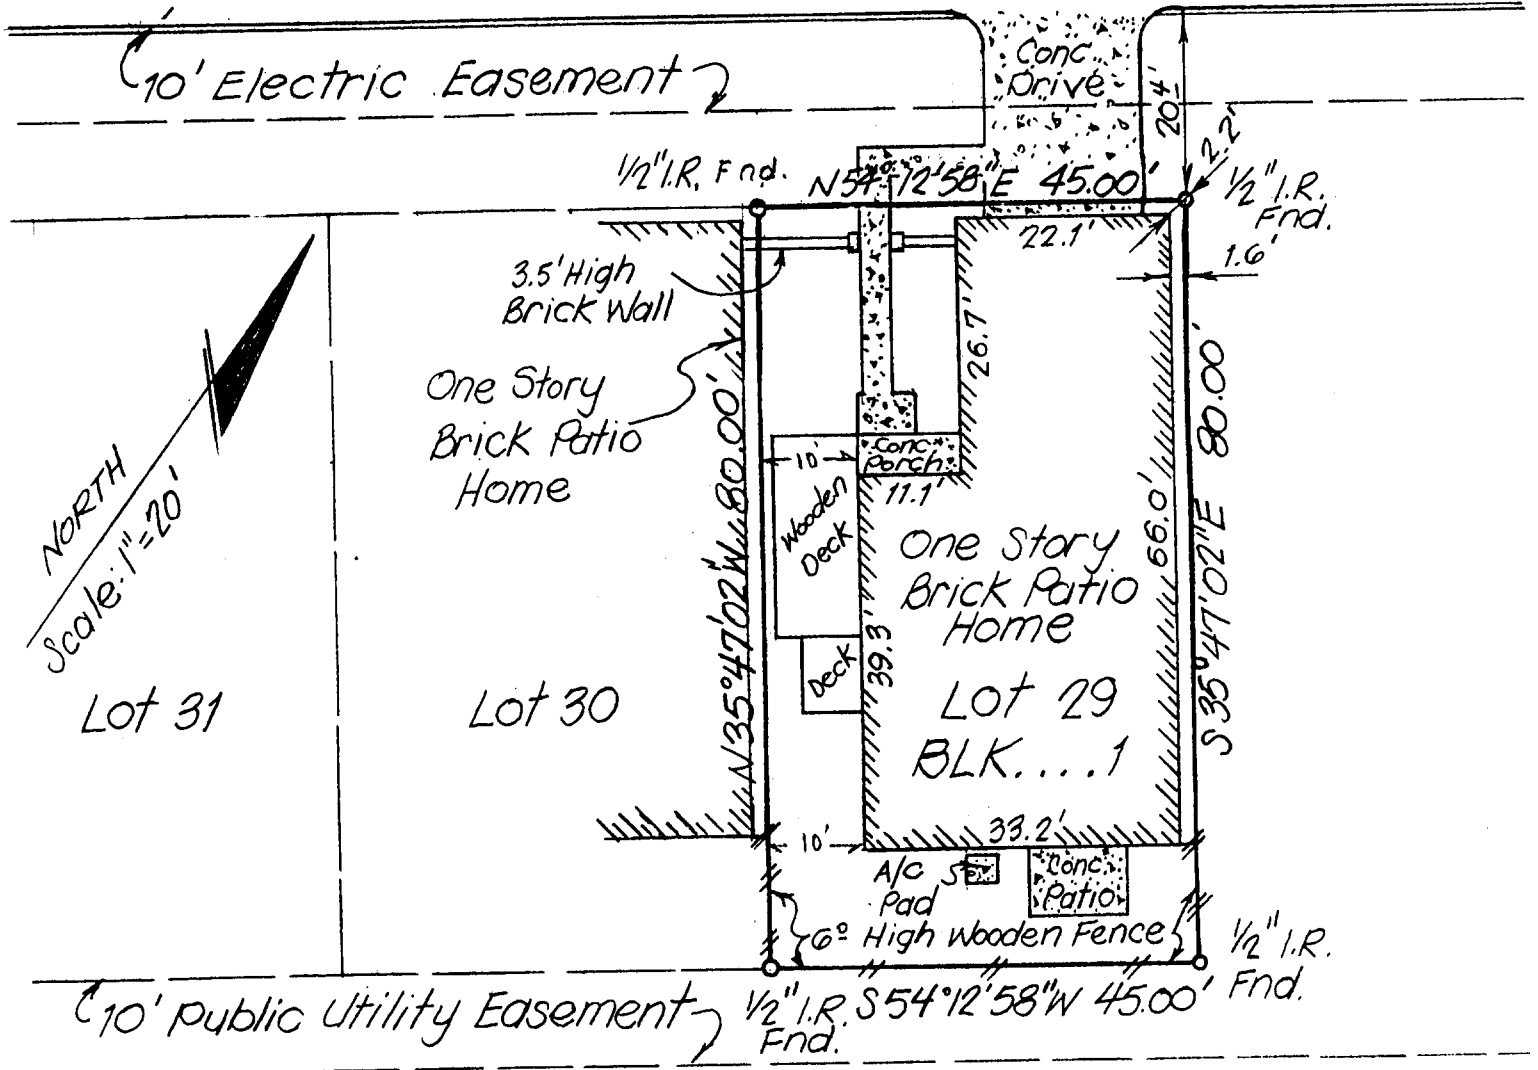 Conc.
Drive
10' Electric Easement
20.4'
2.2'
1/2" I.R. Fnd.
N 54°12'58" E 45.00'
1/2" I.R.
Fnd.
22.1'
1.6'
3.5' High
Brick Wall
26.7'
One Story
Brick Patio
Home
N 35°47'02" W 80.00'
S 35°47'02" E 80.00'
NORTH
Scale: 1"=20'
10'
Conc.
Porch
11.1'
Wooden
Deck
66.0'
One Story
Brick Patio
Home
39.3'
Deck
Lot 31
Lot 30
Lot 29
BLK....1
33.2'
10'
A/C
Pad
Conc.
Patio
6º High Wooden Fence
1/2" I.R.
Fnd.
10' Public Utility Easement
1/2" I.R.
Fnd.
S 54°12'58" W 45.00'